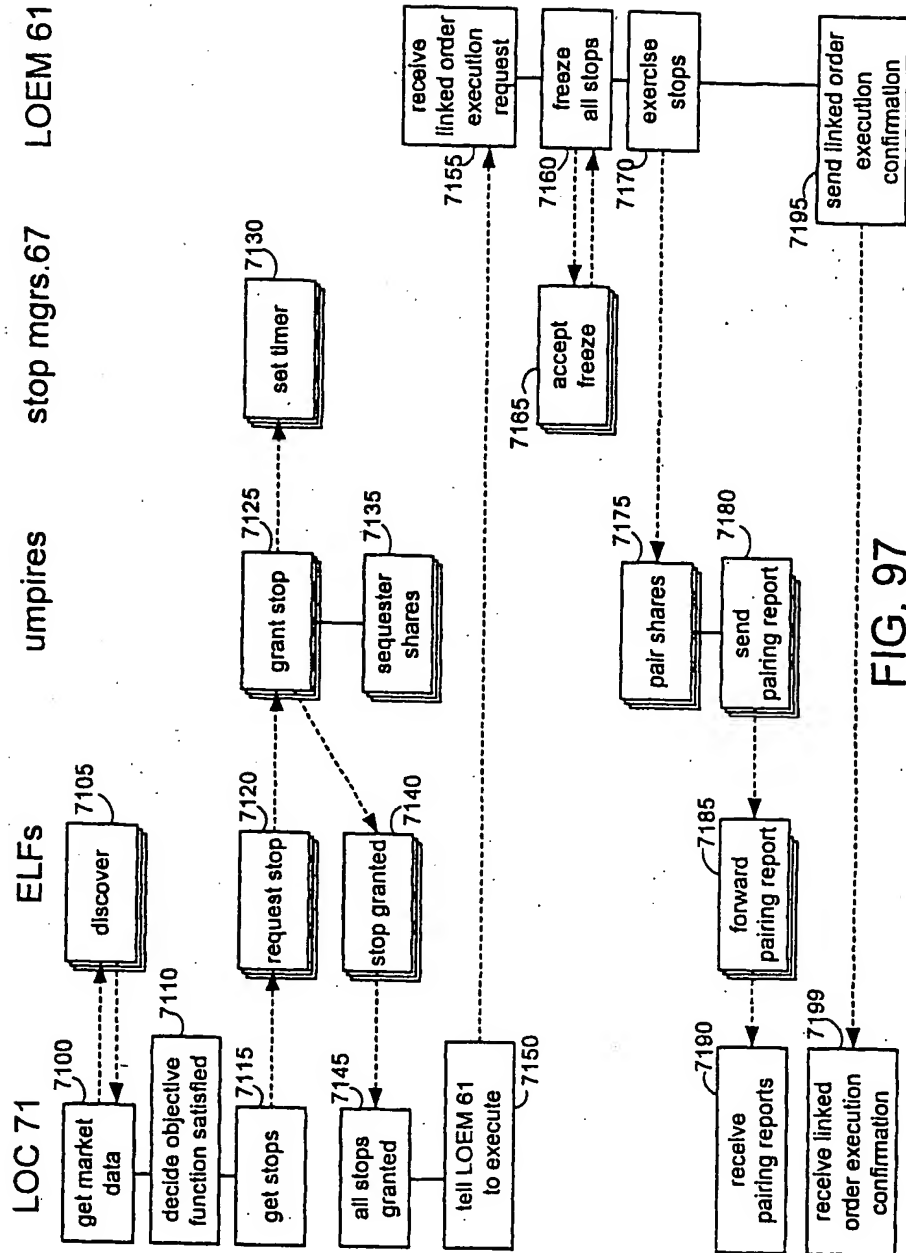 LOC 71
ELFs
umpires
stop mgrs.67
LOEM 61
7100
get market
data
7105
discover
7110
decide objective
function satisfied
7115
get stops
7120
request stop
7125
grant stop
7130
set timer
7135
sequester
shares
7140
stop granted
7145
all stops
granted
7150
tell LOEM 61
to execute
7155
receive
linked order
execution
request
7160
freeze
all stops
7165
accept
freeze
7170
exercise
stops
7175
pair shares
7180
send
pairing report
7185
forward
pairing report
7190
receive
pairing reports
7195
send linked order
execution
confirmation
7199
receive linked
order execution
confirmation
FIG. 97